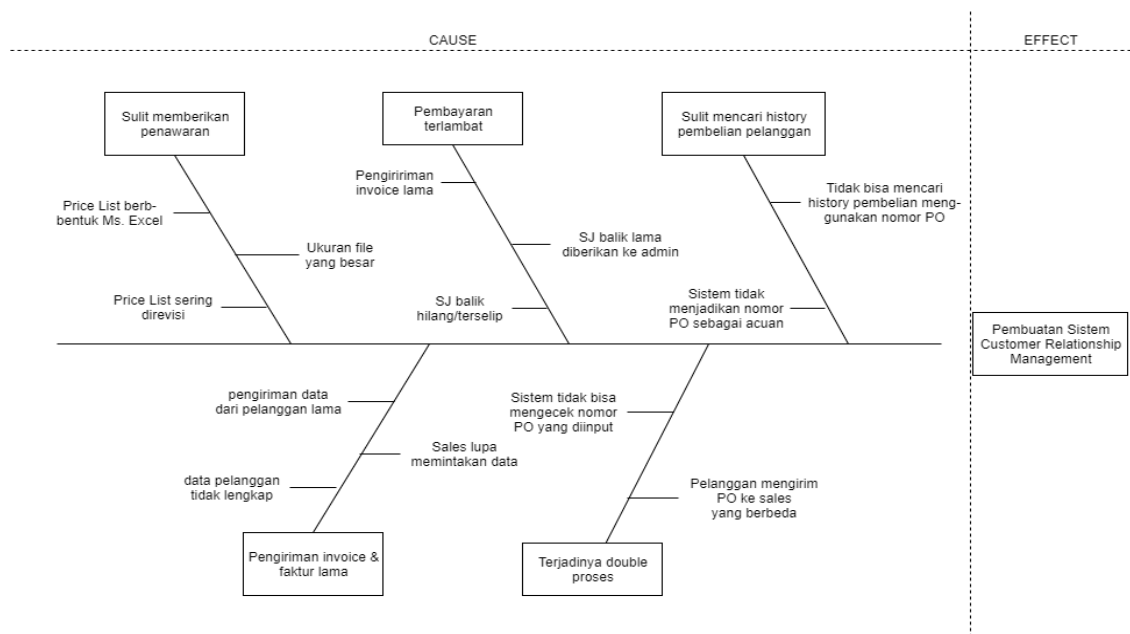 CAUSE
EFFECT
Sulit memberikan
penawaran
Price List berb-
bentuk Ms. Excel
Ukuran file
yang besar
Price List sering
direvisi
Pembayaran
terlambat
Pengiririman
invoice lama
SJ balik lama
diberikan ke admin
SJ balik
hilang/terselip
Sulit mencari history
pembelian pelanggan
Tidak bisa mencari
history pembelian meng-
gunakan nomor PO
Sistem tidak
menjadikan nomor
PO sebagai acuan
Pembuatan Sistem
Customer Relationship
Management
pengiriman data
dari pelanggan lama
Sales lupa
memintakan data
data pelanggan
tidak lengkap
Pengiriman invoice &
faktur lama
Sistem tidak bisa
mengecek nomor
PO yang diinput
Pelanggan mengirim
PO ke sales
yang berbeda
Terjadinya double
proses